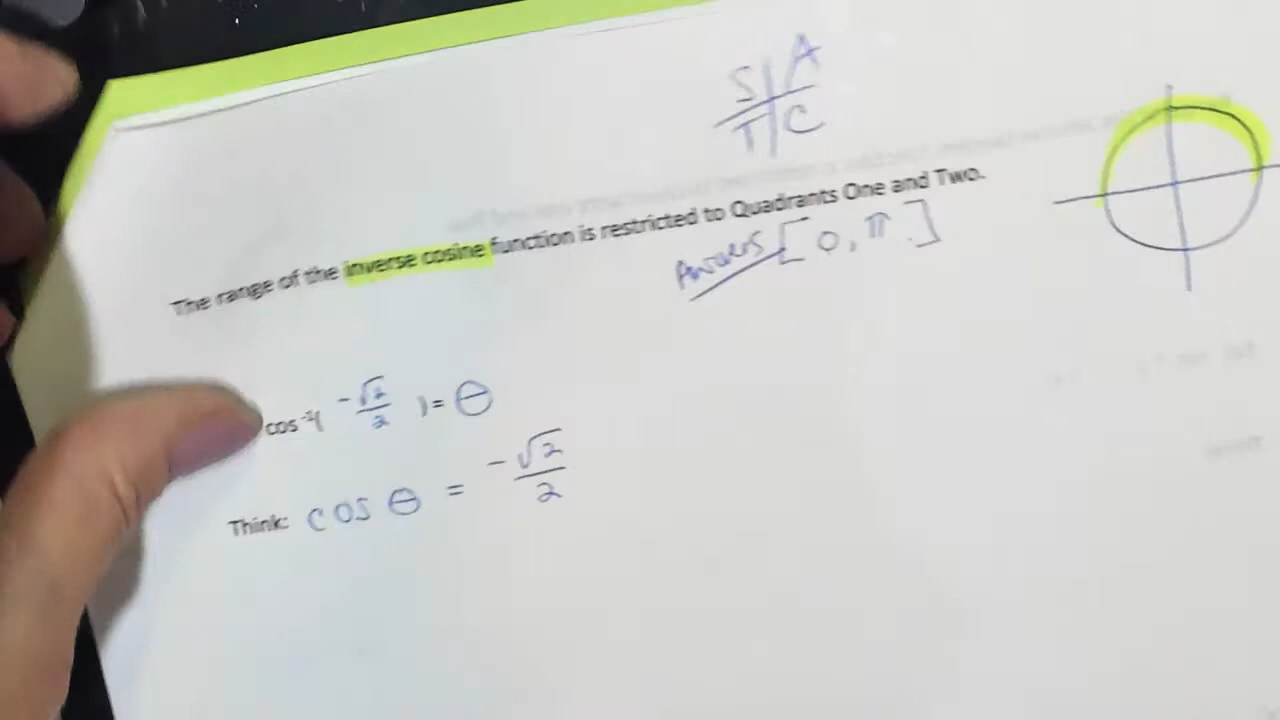 S A
T C
The range of the inverse cosine function is restricted to Quadrants One and Two.
Answers [0, π]
cos⁻¹( -√2/2 ) = θ
Think: cos θ = -√2/2